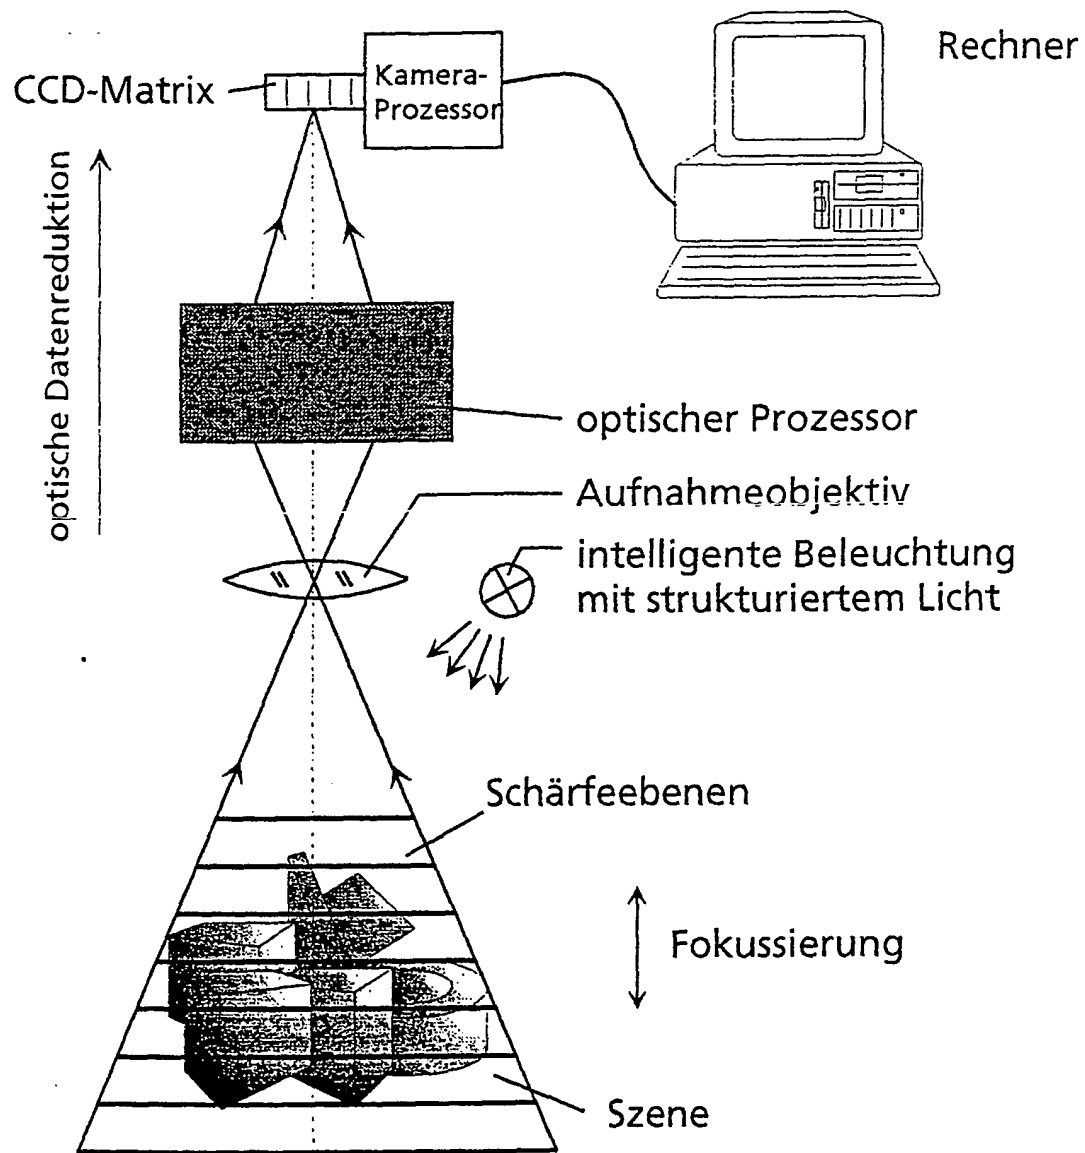 Rechner
CCD-Matrix
Kamera-
Prozessor
optische Datenreduktion
optischer Prozessor
Aufnahmeobjektiv
intelligente Beleuchtung
mit strukturiertem Licht
Schärfeebenen
Fokussierung
Szene